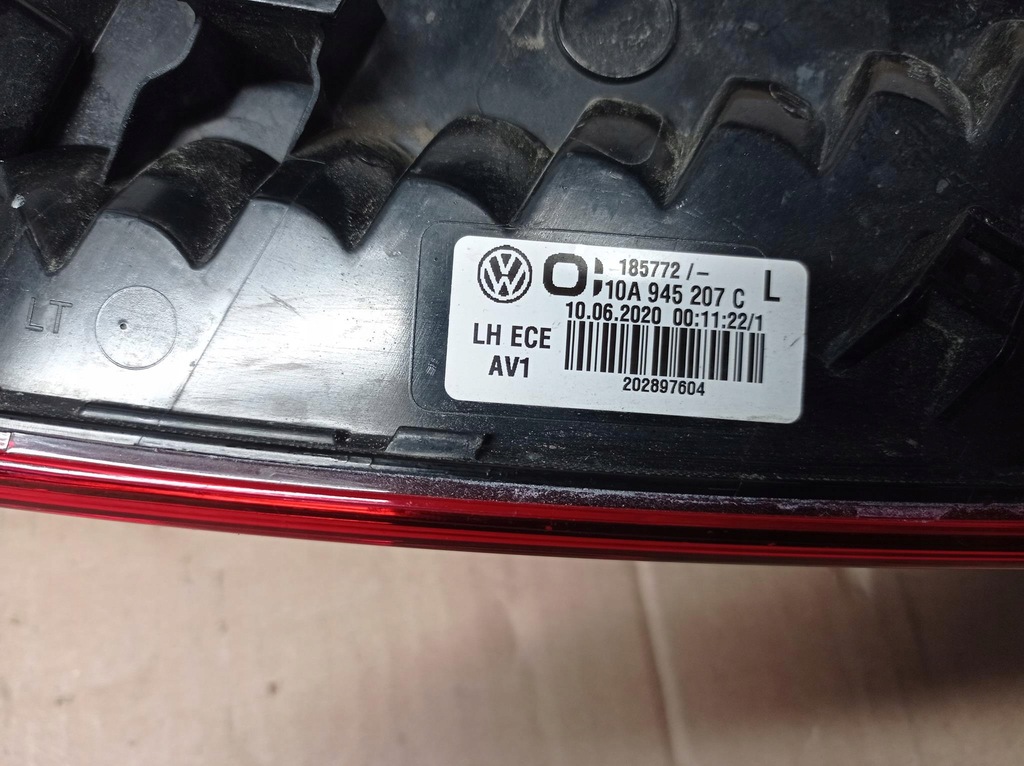 185772 / -
10A 945 207 C L
10.06.2020 00:11:22/1
LH ECE
AV1
202897604
LT